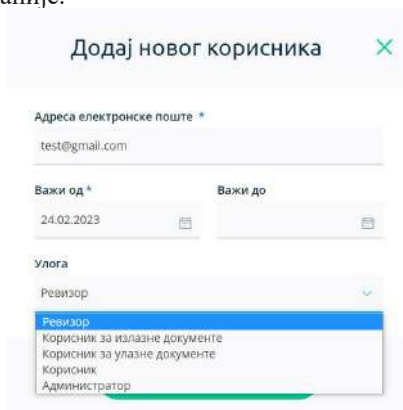 Додај новог корисника
Адреса електронске поште *
test@gmail.com
Важи од * Важи до
24.02.2023
Улога
Ревизор
Ревизор
Корисник за излазне документе
Корисник за улазне документе
Корисник
Администратор